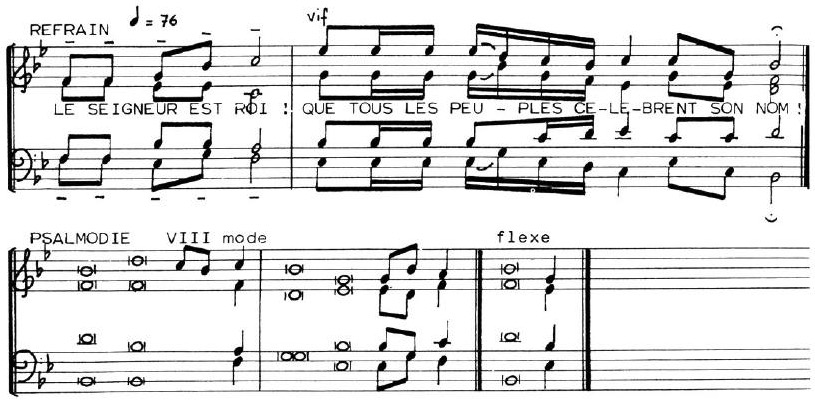 REFRAIN ♩ = 76 vif
LE SEIGNEUR EST ROI ! QUE TOUS LES PEU - PLES CE-LE-BRENT SON NOM !
PSALMODIE VIII mode flexe